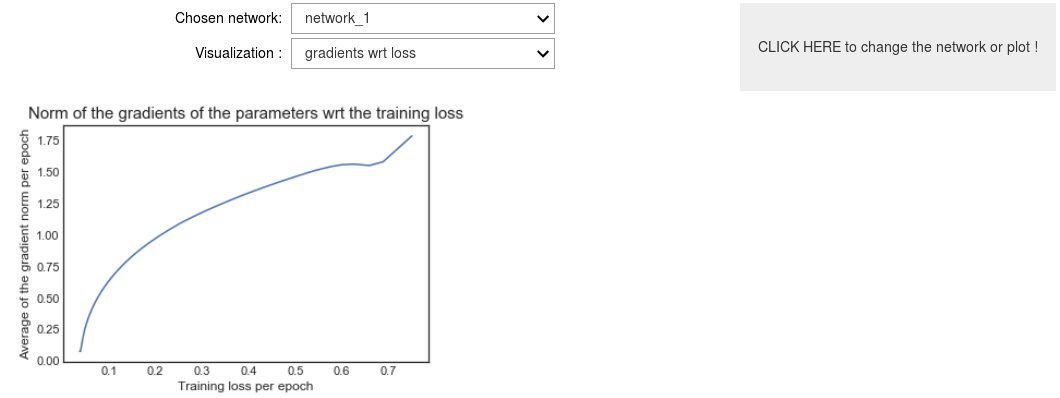 Chosen network: network_1
Visualization : gradients wrt loss
CLICK HERE to change the network or plot !
Norm of the gradients of the parameters wrt the training loss
Average of the gradient norm per epoch
1.75
1.50
1.25
1.00
0.75
0.50
0.25
0.00
0.1 0.2 0.3 0.4 0.5 0.6 0.7
Training loss per epoch